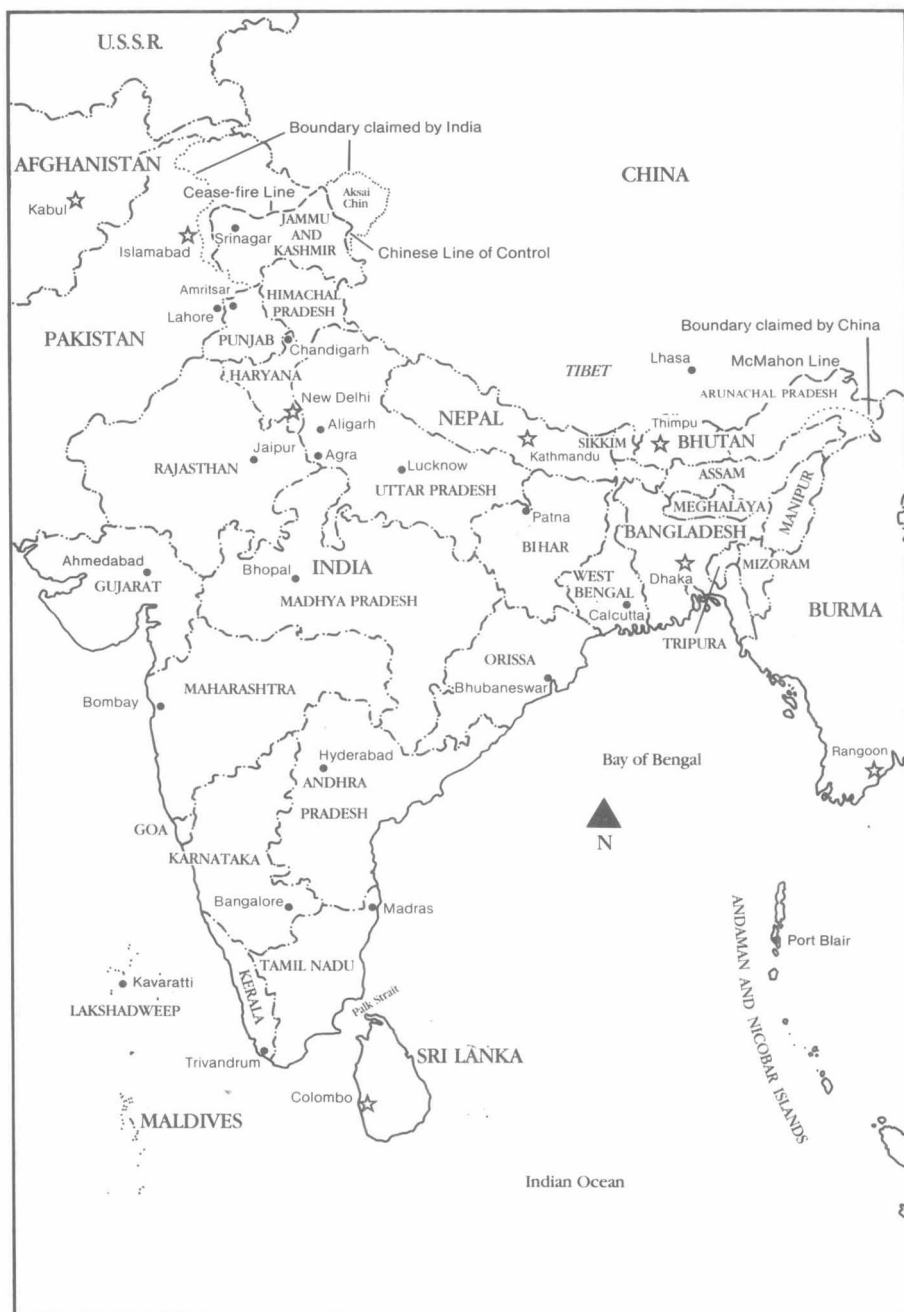 U.S.S.R.
Boundary claimed by India
AFGHANISTAN
CHINA
Kabul
Cease-fire Line
Aksai
Chin
JAMMU
AND
KASHMIR
Srinagar
Islamabad
Chinese Line of Control
Amritsar
HIMACHAL
PRADESH
Lahore
PAKISTAN
PUNJAB
Chandigarh
Boundary claimed by China
HARYANA
Lhasa
McMahon Line
TIBET
ARUNACHAL PRADESH
New Delhi
NEPAL
Thimpu
Aligarh
SIKKIM
BHUTAN
Jaipur
Agra
Kathmandu
RAJASTHAN
Lucknow
ASSAM
UTTAR PRADESH
MEGHALAYA
MANIPUR
Patna
BANGLADESH
BIHAR
Ahmedabad
Bhopal
INDIA
MIZORAM
GUJARAT
WEST
BENGAL
Dhaka
MADHYA PRADESH
Calcutta
BURMA
TRIPURA
ORISSA
MAHARASHTRA
Bhubaneswar
Bombay
Hyderabad
Bay of Bengal
Rangoon
ANDHRA
PRADESH
N
GOA
KARNATAKA
Bangalore
Madras
ANDAMAN AND NICOBAR ISLANDS
Port Blair
TAMIL NADU
Kavaratti
KERALA
LAKSHADWEEP
Palk Strait
Trivandrum
SRI LANKA
Colombo
MALDIVES
Indian Ocean